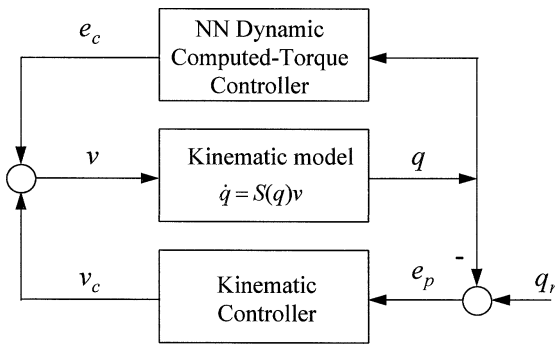 e_c
NN Dynamic
Computed-Torque
Controller
v
Kinematic model
q̇ = S(q)v
q
v_c
Kinematic
Controller
e_p
-
q_r